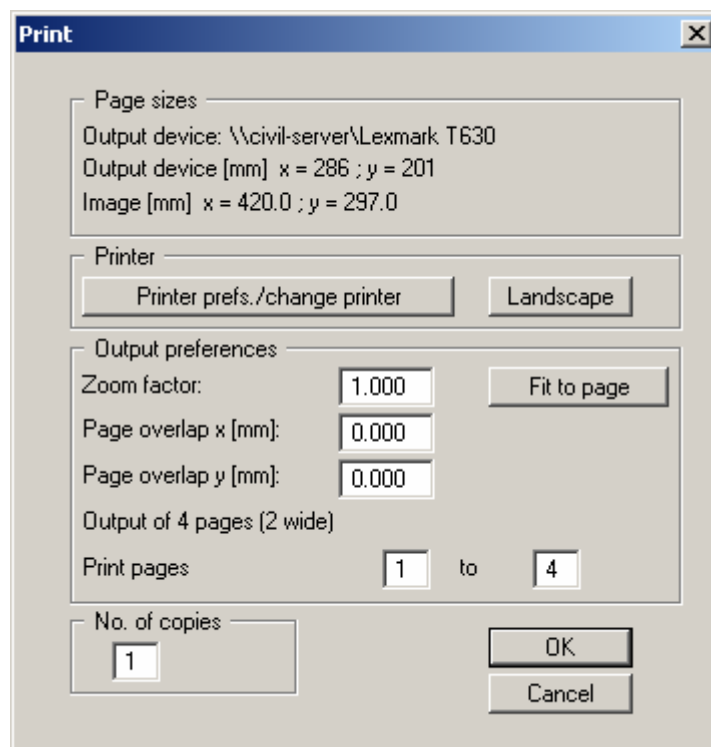 Print
Page sizes
Output device: \\civil-server\Lexmark T630
Output device [mm]  x = 286 ; y = 201
Image [mm]  x = 420.0 ; y = 297.0
Printer
Printer prefs./change printer    Landscape
Output preferences
Zoom factor:    1.000    Fit to page
Page overlap x [mm]:    0.000
Page overlap y [mm]:    0.000
Output of 4 pages (2 wide)
Print pages    1    to    4
No. of copies
1
OK
Cancel